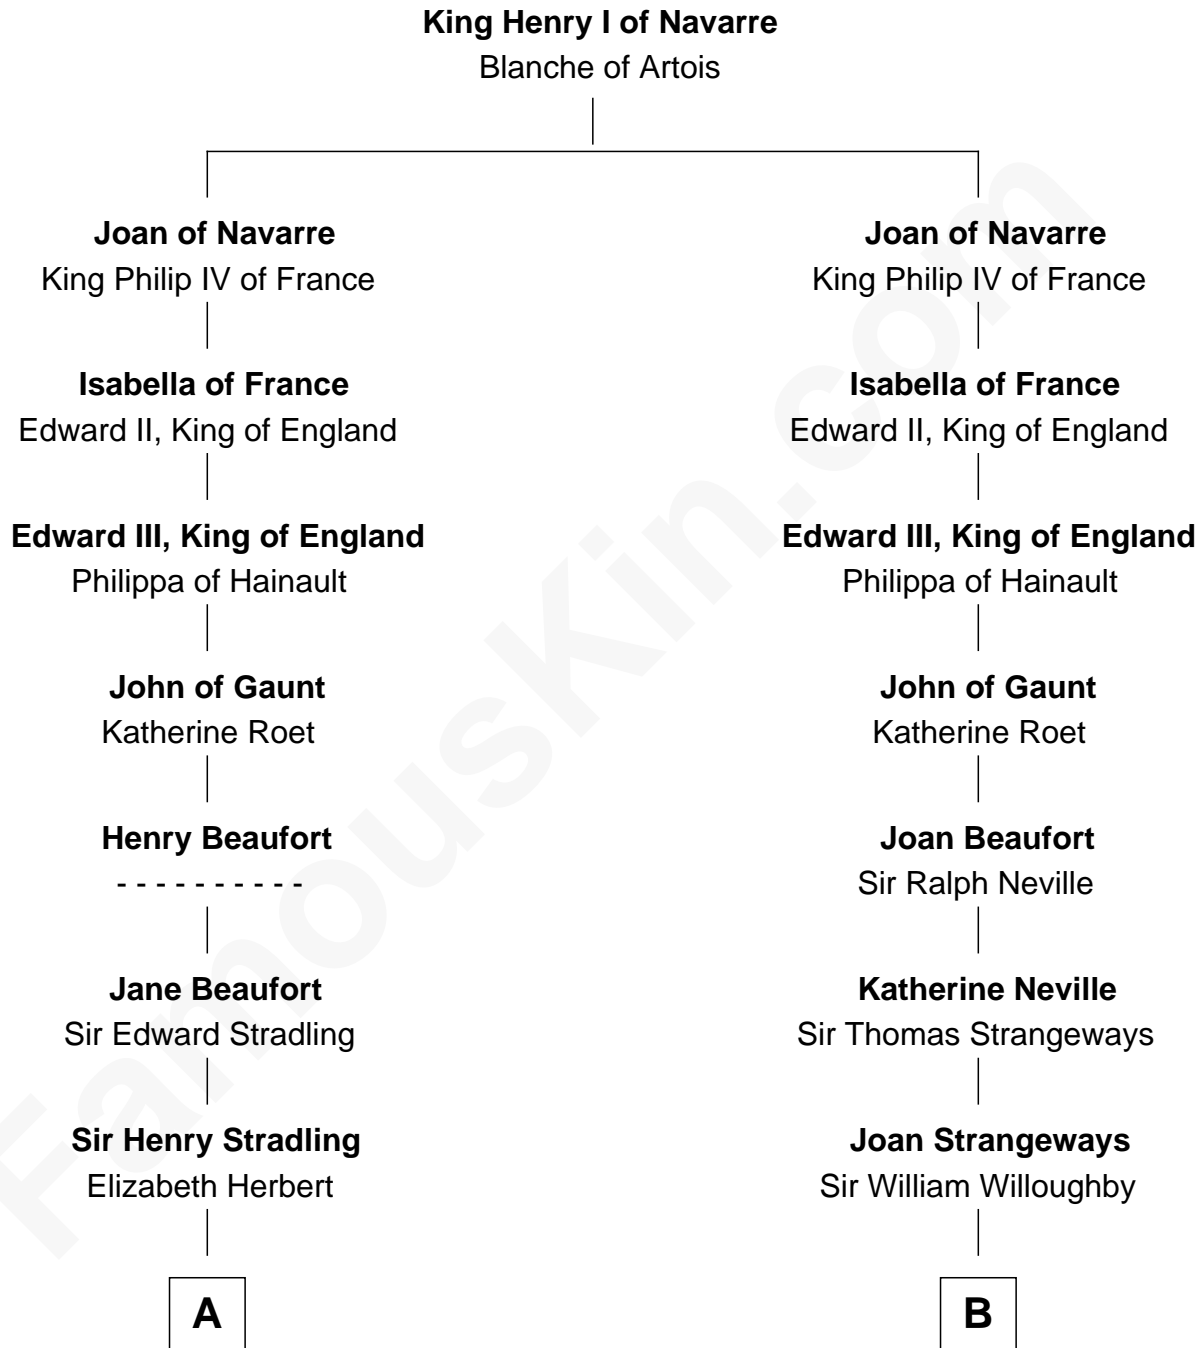 King Henry I of Navarre
Blanche of Artois
Joan of Navarre
King Philip IV of France
Isabella of France
Edward II, King of England
Edward III, King of England
Philippa of Hainault
John of Gaunt
Katherine Roet
Henry Beaufort
- - - - - - - - - -
Jane Beaufort
Sir Edward Stradling
Sir Henry Stradling
Elizabeth Herbert
A
Joan of Navarre
King Philip IV of France
Isabella of France
Edward II, King of England
Edward III, King of England
Philippa of Hainault
John of Gaunt
Katherine Roet
Joan Beaufort
Sir Ralph Neville
Katherine Neville
Sir Thomas Strangeways
Joan Strangeways
Sir William Willoughby
B
FamousKin.com